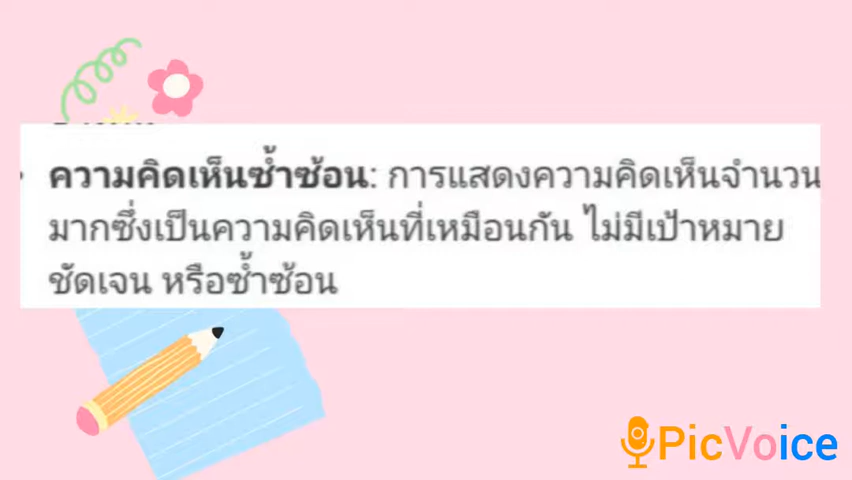 ความคิดเห็นซ้ำซ้อน: การแสดงความคิดเห็นจำนวน
มากซึ่งเป็นความคิดเห็นที่เหมือนกัน ไม่มีเป้าหมาย
ชัดเจน หรือซ้ำซ้อน
PicVoice